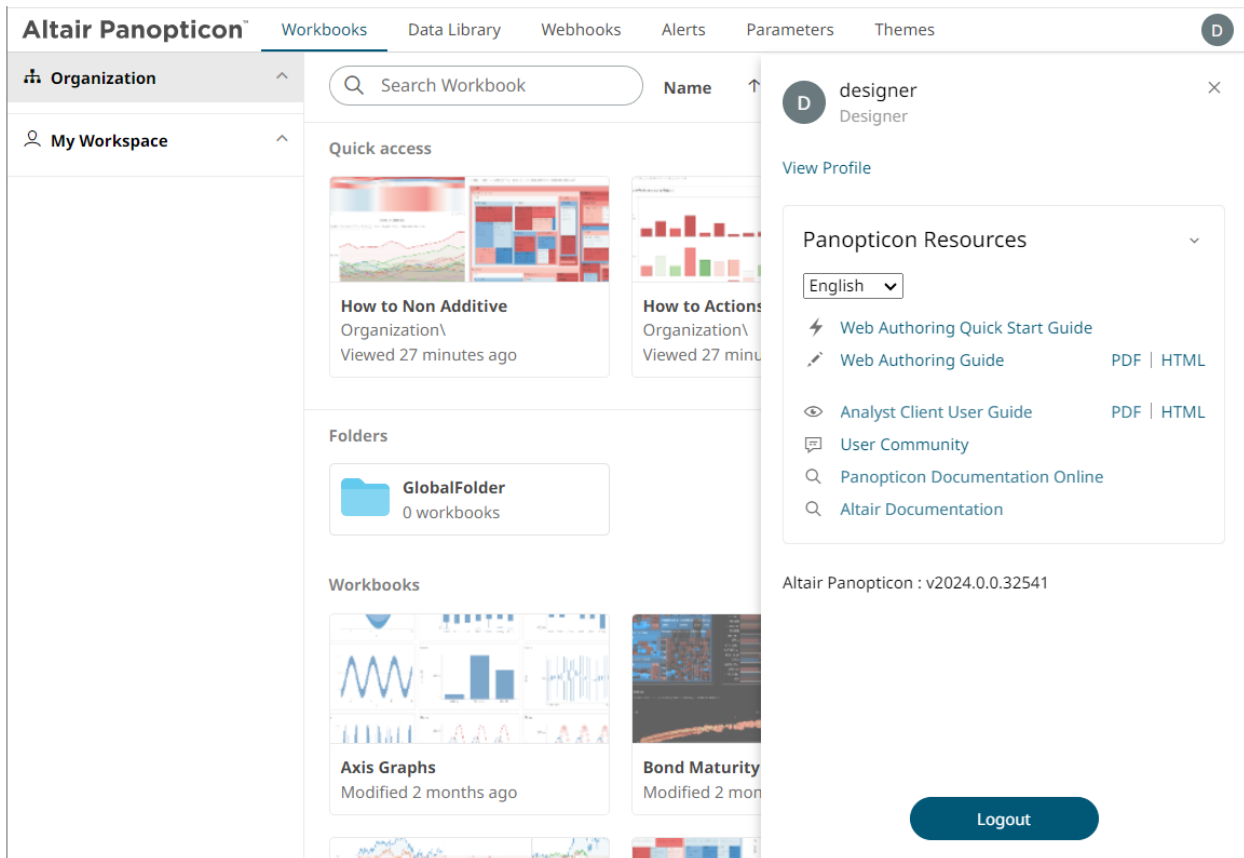 Altair Panopticon™ Workbooks Data Library Webhooks Alerts Parameters Themes D
Organization
My Workspace
Search Workbook Name
Quick access
How to Non Additive
Organization\
Viewed 27 minutes ago
How to Actions
Organization\
Viewed 27 minu
Folders
GlobalFolder
0 workbooks
Workbooks
Axis Graphs
Modified 2 months ago
Bond Maturity
Modified 2 mon
D
designer
Designer
View Profile
Panopticon Resources
English
Web Authoring Quick Start Guide
Web Authoring Guide PDF | HTML
Analyst Client User Guide PDF | HTML
User Community
Panopticon Documentation Online
Altair Documentation
Altair Panopticon : v2024.0.0.32541
Logout